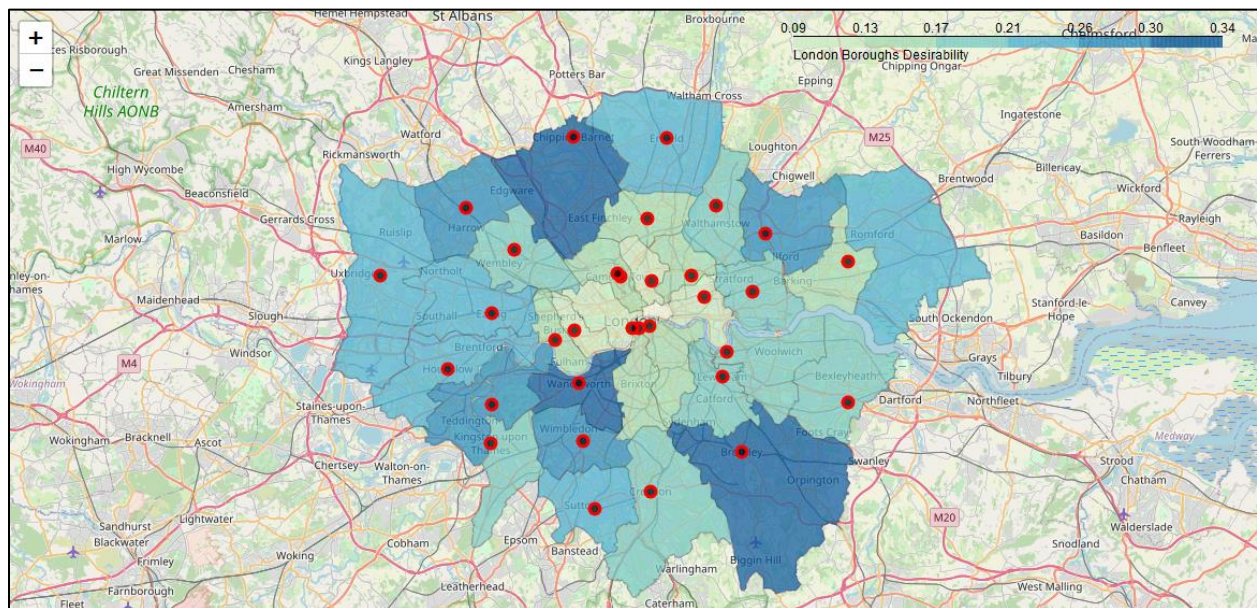 Hemel Hempstead
St Albans
Broxbourne
0.09 0.13 0.17 0.21 0.26 0.30 0.34
Chelmsford
London Boroughs Desirability
+
−
Risborough
Great Missenden
Chesham
Kings Langley
Potters Bar
Waltham Cross
Epping
Chipping Ongar
Chiltern
Hills AONB
Amersham
Watford
Chipping Barnet
Loughton
M25
Ingatestone
South Woodham-
Ferrers
M40
High Wycombe
Rickmansworth
Chigwell
Brentwood
Billericay
Wickford
Beaconsfield
Edgware
Rayleigh
Gerrards Cross
Harrow
East Finchley
Walthamstow
Ilford
Romford
Basildon
Benfleet
Marlow
Ruislip
Wembley
Uxbridge
Northolt
Barking
Maidenhead
Slough
Southall
London
South Ockendon
Stanford-le-
Hope
Canvey
Henley-on-
Thames
M4
Windsor
Brentford
Fulham
Woolwich
Grays
Tilbury
Wokingham
Staines-upon-
Thames
Wandsworth
Brixton
Lewisham
Catford
Bexleyheath
Dartford
Northfleet
Wokingham
Bracknell
Ascot
Teddington
Kingston upon
Thames
Wimbledon
Foots Cray
Medway
Chertsey
Walton-on-
Thames
Bromley
Orpington
Swanley
Strood
Chatham
Sandhurst
Blackwater
Lightwater
Sutton
Croydon
M20
Walderslade
Frimley
Woking
Cobham
Epsom
Banstead
Biggin Hill
Snodland
Farnborough
Fleet
Leatherhead
Warlingham
Caterham
West Malling